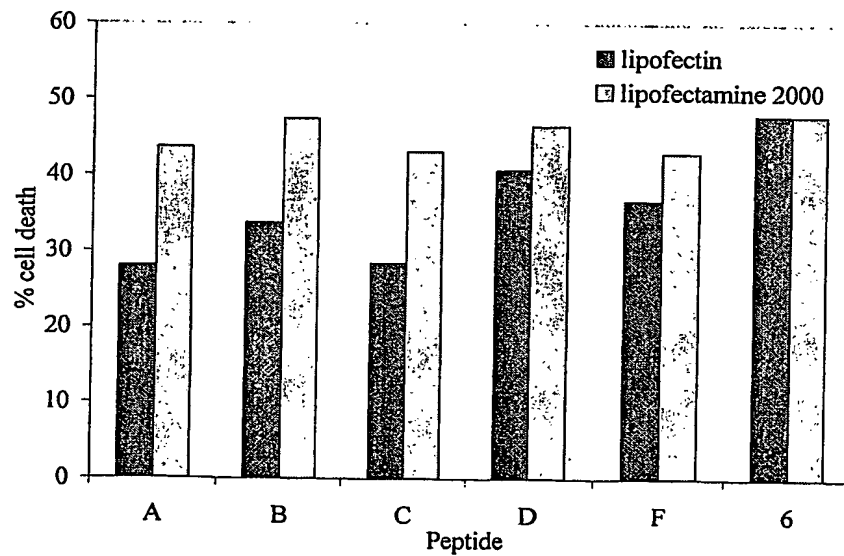 60
50
40
30
20
10
0
% cell death
lipofectin
lipofectamine 2000
A B C D F 6
Peptide